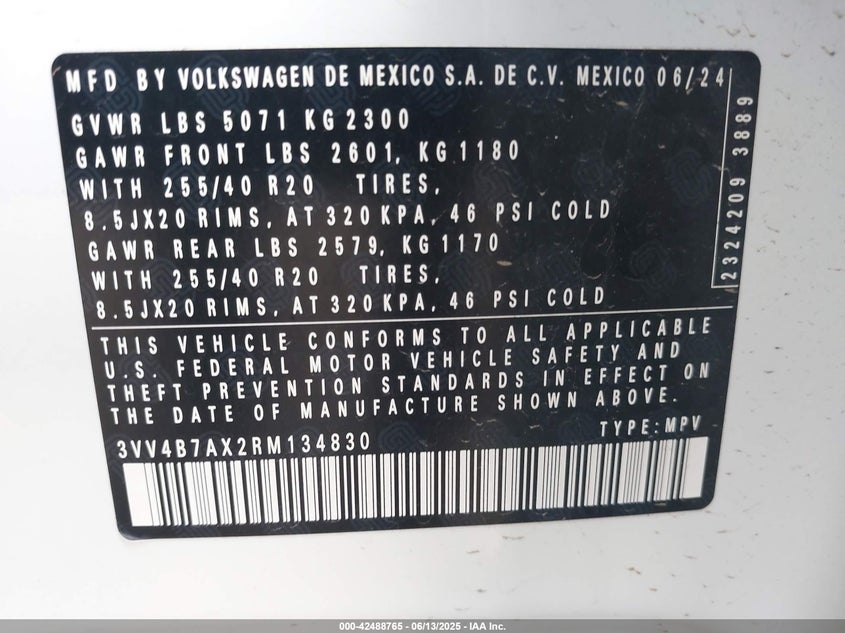 MFD BY VOLKSWAGEN DE MEXICO S.A. DE C.V. MEXICO 06/24
GVWR LBS 5071 KG 2300
GAWR FRONT LBS 2601, KG 1180
WITH 255/40 R20 TIRES,
8.5JX20 RIMS, AT 320 KPA, 46 PSI COLD
GAWR REAR LBS 2579, KG 1170
WITH 255/40 R20 TIRES,
8.5JX20 RIMS, AT 320 KPA, 46 PSI COLD
2324209 3889
THIS VEHICLE CONFORMS TO ALL APPLICABLE
U.S. FEDERAL MOTOR VEHICLE SAFETY AND
THEFT PREVENTION STANDARDS IN EFFECT ON
THE DATE OF MANUFACTURE SHOWN ABOVE.
TYPE: MPV
3VV4B7AX2RM134830
000-42488765 - 06/13/2025 - IAA Inc.